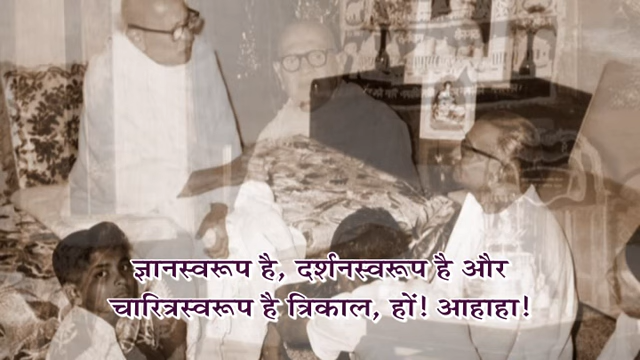 ज्ञानस्वरूप है, दर्शनस्वरूप है और
चारित्रस्वरूप है त्रिकाल, हों! आहाहा!